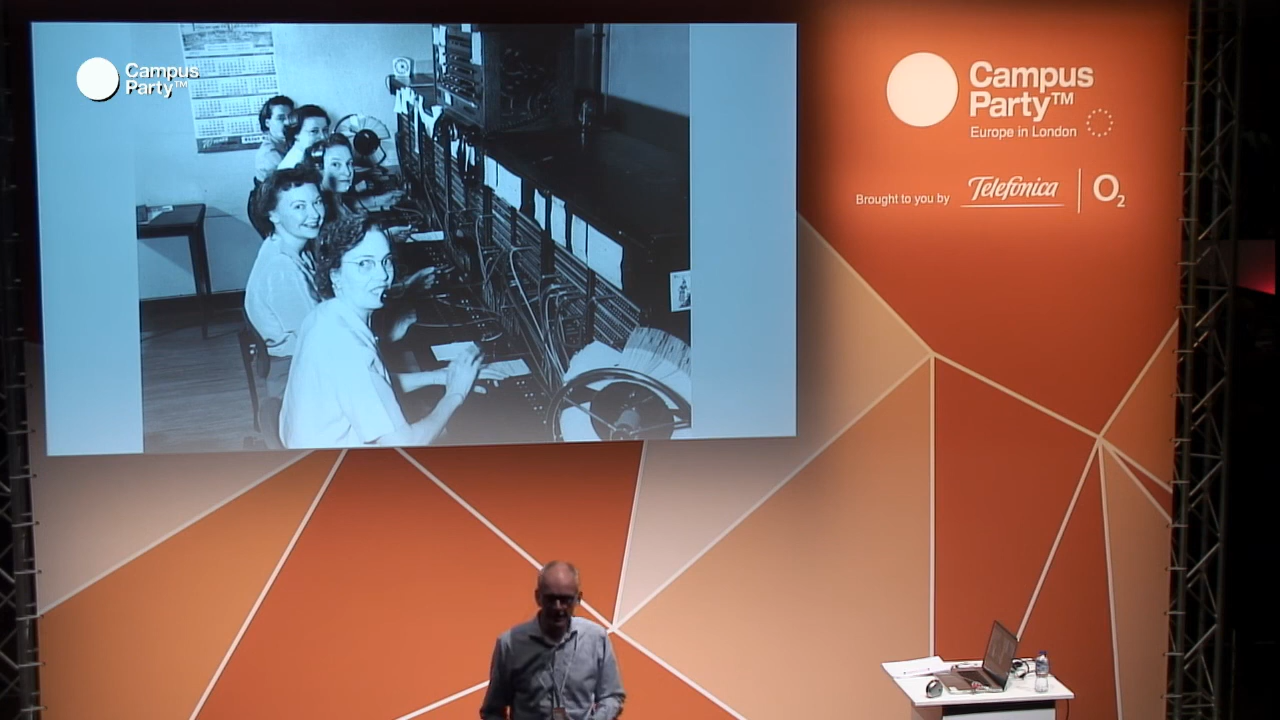 Campus
Party™
Campus
Party™
Europe in London
Brought to you by
Telefónica
O2